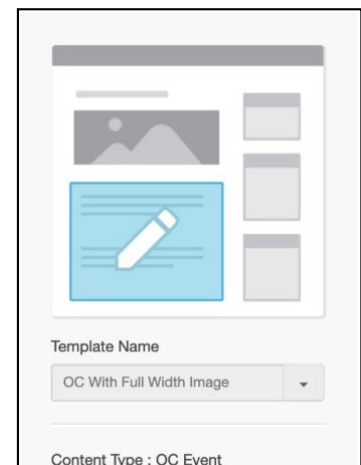 Template Name
OC With Full Width Image
Content Type : OC Event